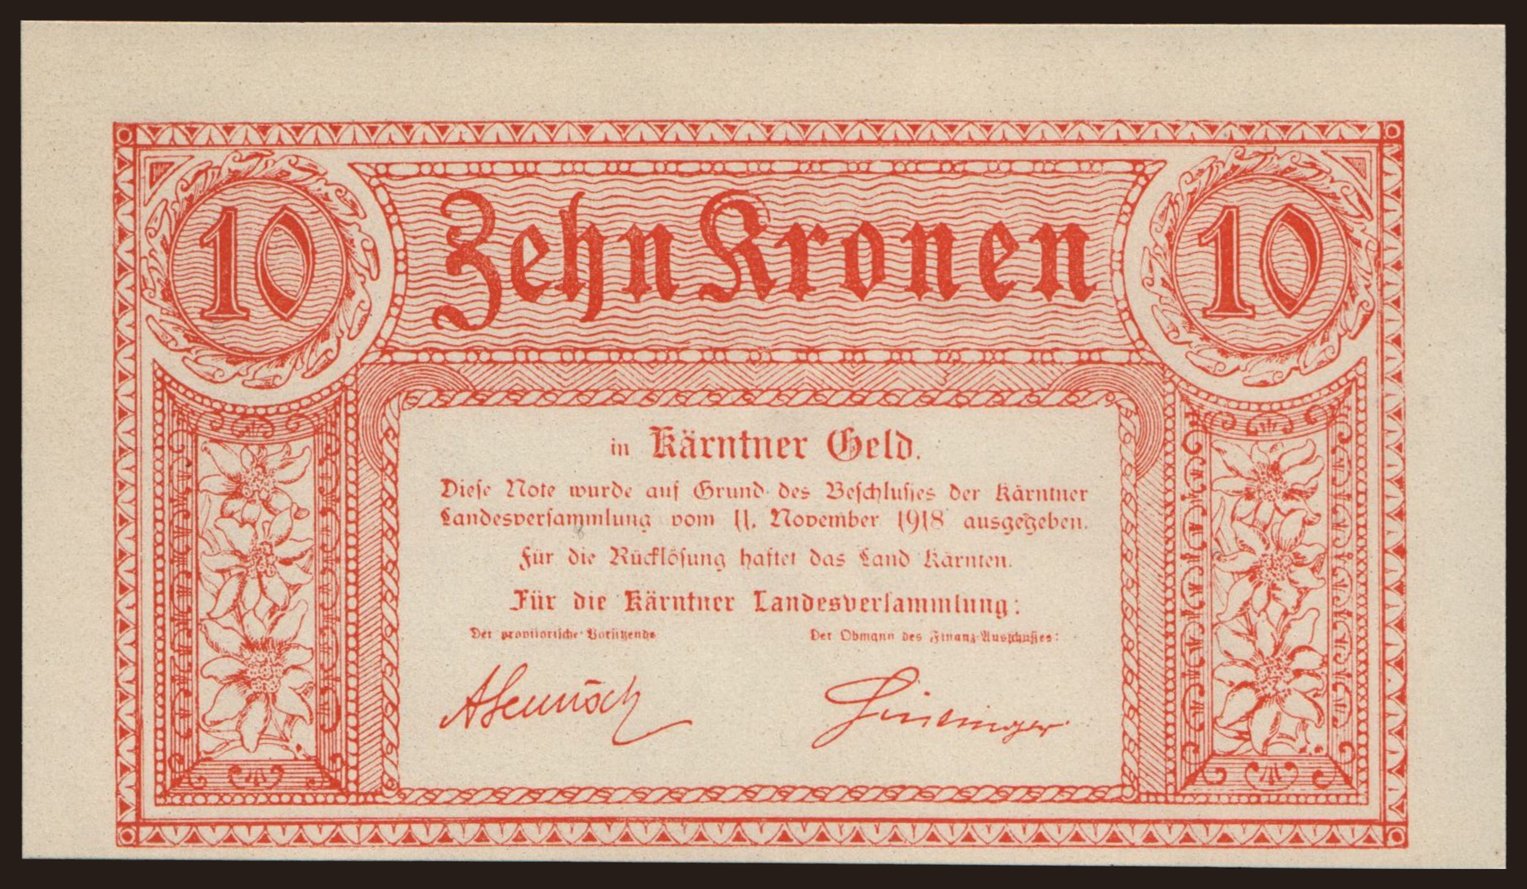 10 Zehn Kronen 10
in Kärntner Geld.
Diese Note wurde auf Grund des Beschlusses der Kärntner
Landesversammlung vom 11. November 1918 ausgegeben.
Für die Rücklösung haftet das Land Kärnten.
Für die Kärntner Landesversammlung:
Der provisorische Vorsitzende Der Obmann des Finanz-Ausschusses: